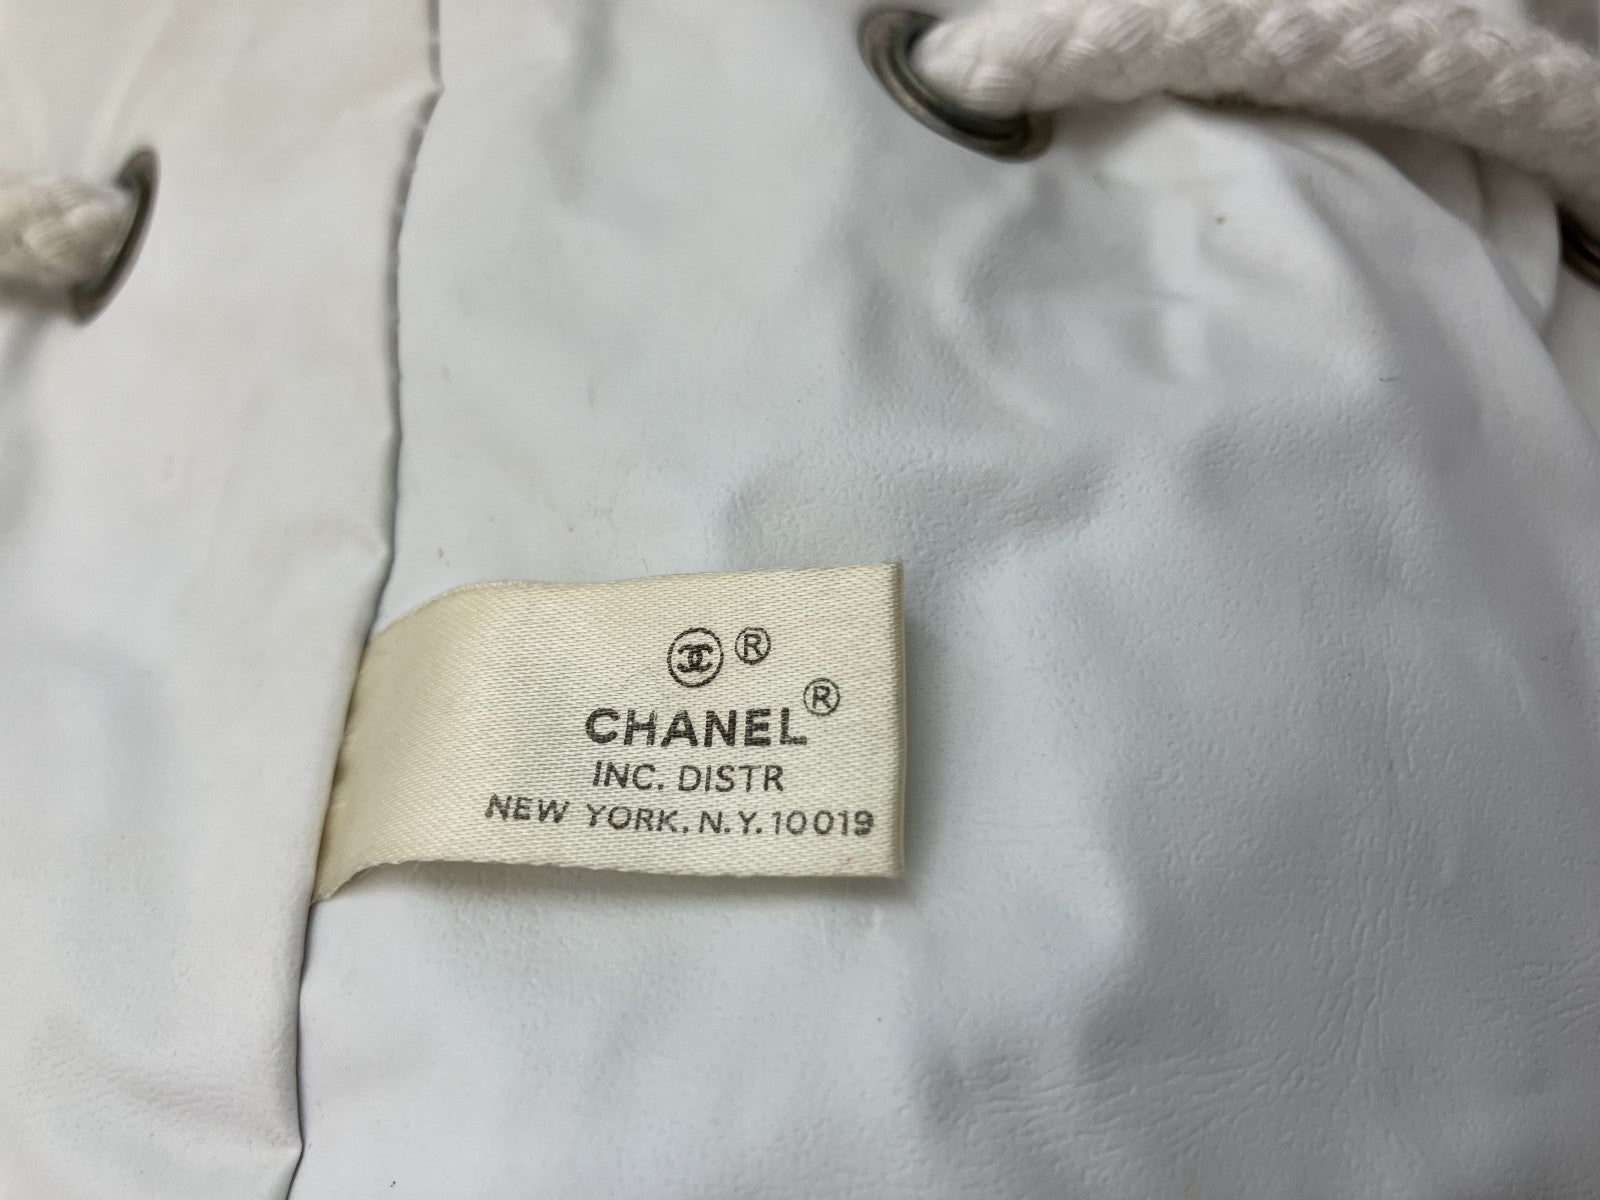 ®
CHANEL®
INC. DISTR
NEW YORK, N.Y. 10019